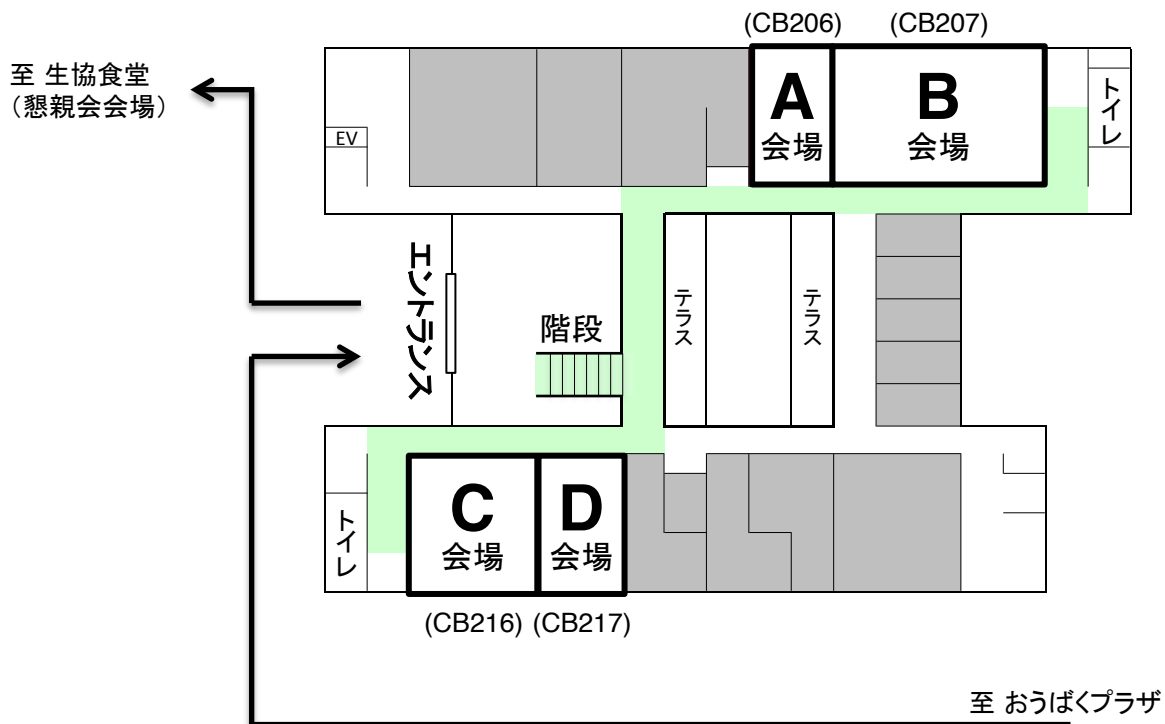 (CB206)
(CB207)
至 生協食堂
（懇親会会場）
EV
A
会場
B
会場
トイレ
エントランス
階段
テラス
テラス
トイレ
C
会場
D
会場
(CB216)
(CB217)
至 おうばくプラザ